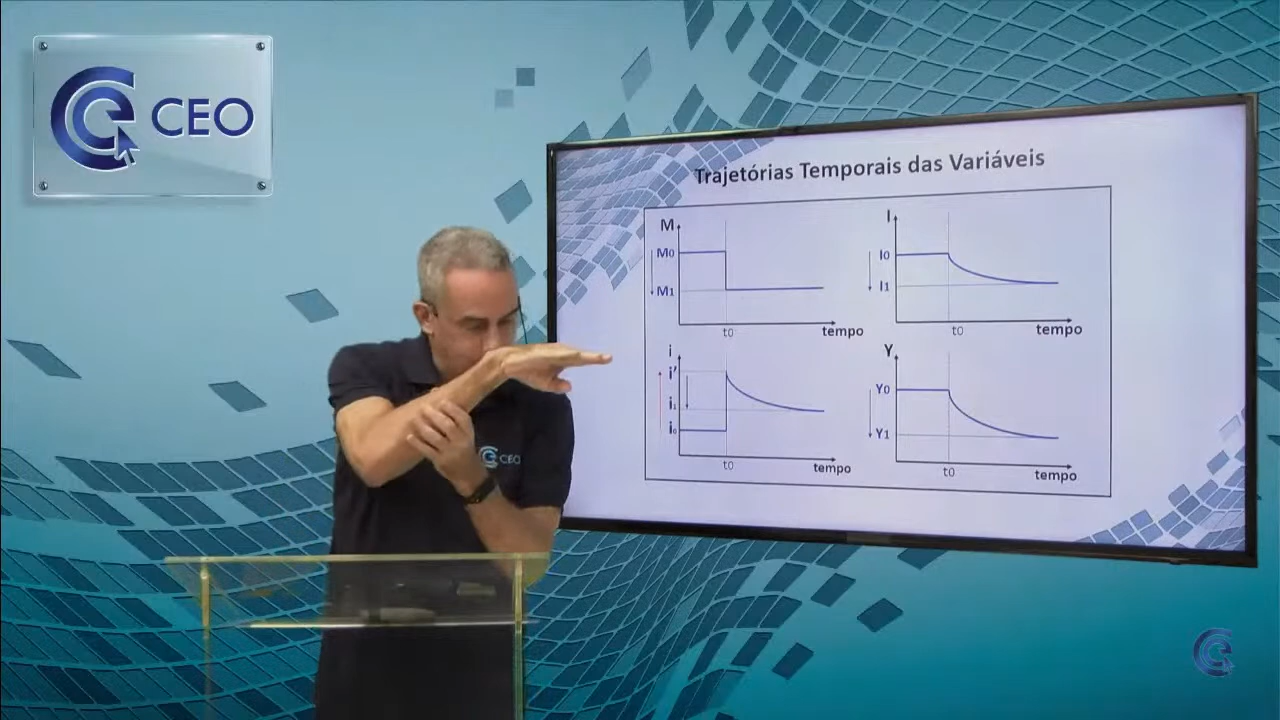 CEO
Trajetórias Temporais das Variáveis
M
M0
M1
t0
tempo
I
I0
I1
t0
tempo
i
i'
i₁
i₀
t0
tempo
Y
Y0
Y1
t0
tempo
CEO